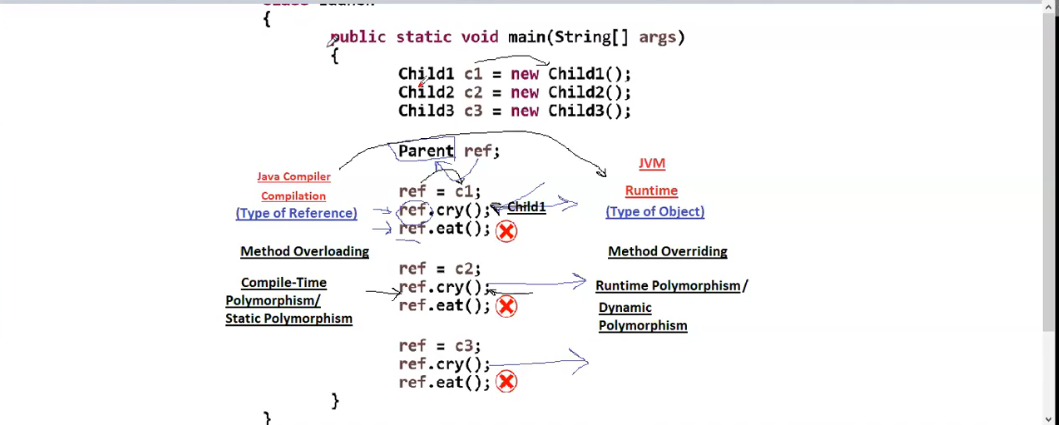 {
public static void main(String[] args)
{
Child1 c1 = new Child1();
Child2 c2 = new Child2();
Child3 c3 = new Child3();
Parent ref;
Java Compiler
Compilation
(Type of Reference)
JVM
Runtime
(Type of Object)
ref = c1;
ref.cry(); Child1
ref.eat();
Method Overloading
Method Overriding
ref = c2;
ref.cry();
ref.eat();
Compile-Time
Polymorphism/
Static Polymorphism
Runtime Polymorphism/
Dynamic
Polymorphism
ref = c3;
ref.cry();
ref.eat();
}
}